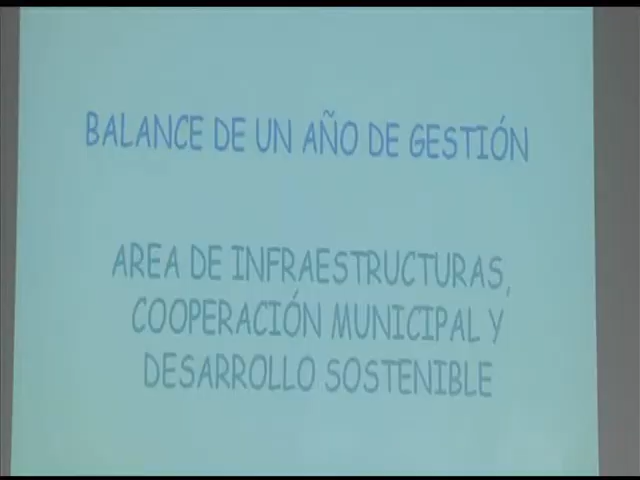 BALANCE DE UN AÑO DE GESTIÓN
AREA DE INFRAESTRUCTURAS,
COOPERACIÓN MUNICIPAL Y
DESARROLLO SOSTENIBLE